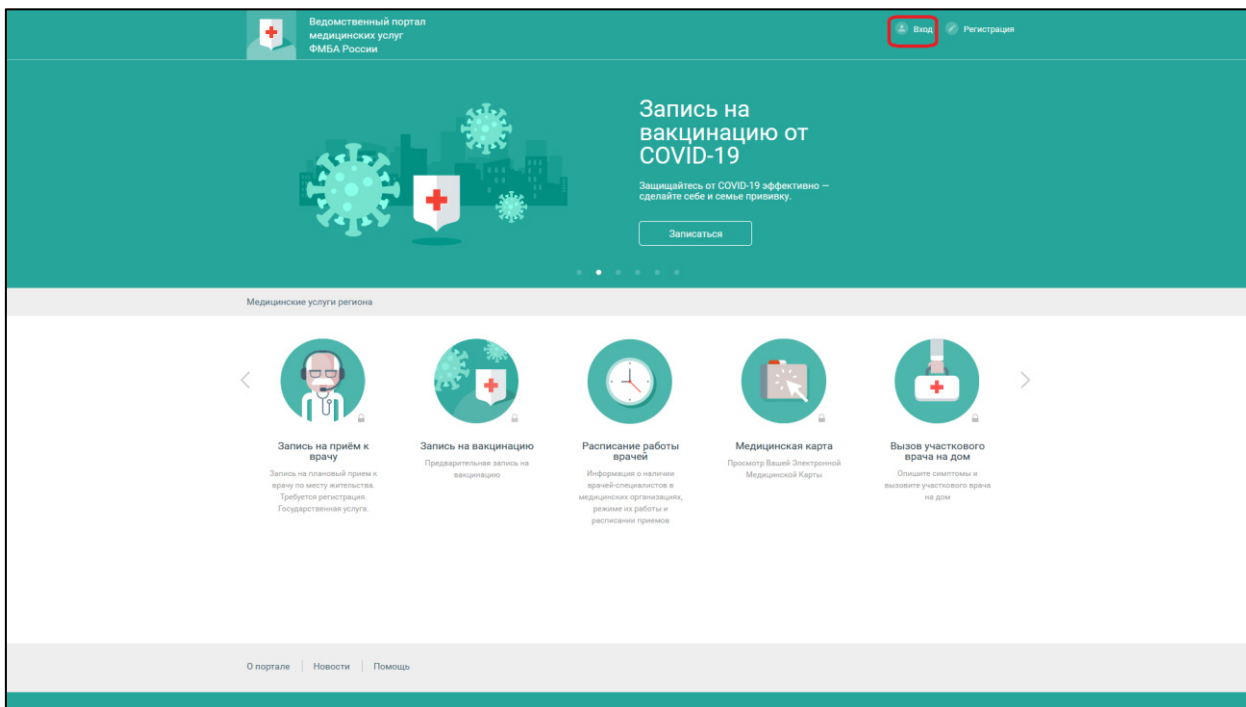 Ведомственный портал
медицинских услуг
ФМБА России
Вход
Регистрация
Запись на
вакцинацию от
COVID-19
Защищайтесь от COVID-19 эффективно —
сделайте себе и семье прививку.
Записаться
Медицинские услуги региона
Запись на приём к
врачу
Запись на плановый прием к
врачу по месту жительства.
Требуется регистрация.
Государственная услуга.
Запись на вакцинацию
Предварительная запись на
вакцинацию
Расписание работы
врачей
Информация о наличии
врачей-специалистов в
медицинских организациях,
режиме их работы и
расписании приемов
Медицинская карта
Просмотр Вашей Электронной
Медицинской Карты
Вызов участкового
врача на дом
Опишите симптомы и
вызовите участкового врача
на дом
О портале
Новости
Помощь